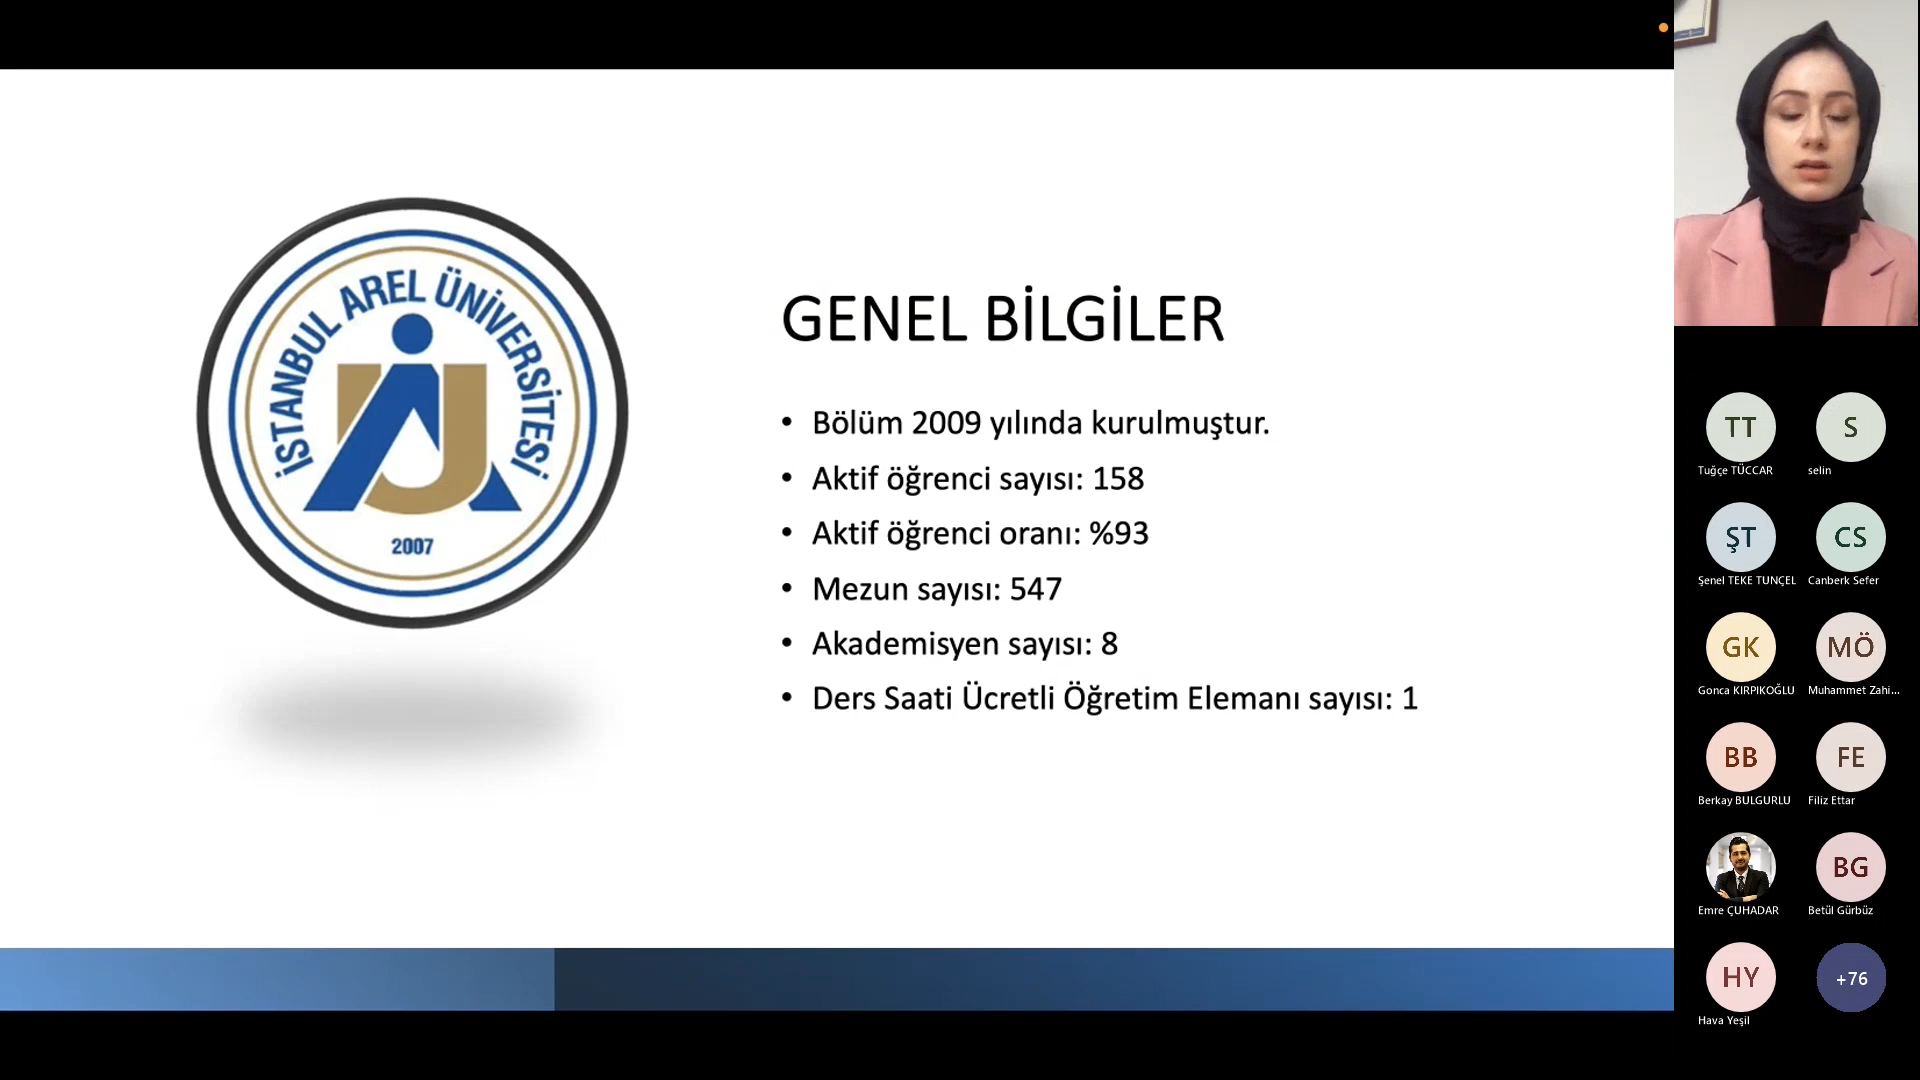 İSTANBUL AREL ÜNİVERSİTESİ
2007
GENEL BİLGİLER
• Bölüm 2009 yılında kurulmuştur.
• Aktif öğrenci sayısı: 158
• Aktif öğrenci oranı: %93
• Mezun sayısı: 547
• Akademisyen sayısı: 8
• Ders Saati Ücretli Öğretim Elemanı sayısı: 1
TT
S
Tuğçe TÜCCAR
selin
ŞT
CS
Şenel TEKE TUNÇEL
Canberk Sefer
GK
MÖ
Gonca KIRPIKOĞLU
Muhammet Zahi...
BB
FE
Berkay BULGURLU
Filiz Ettar
BG
Emre ÇUHADAR
Betül Gürbüz
HY
+76
Hava Yeşil